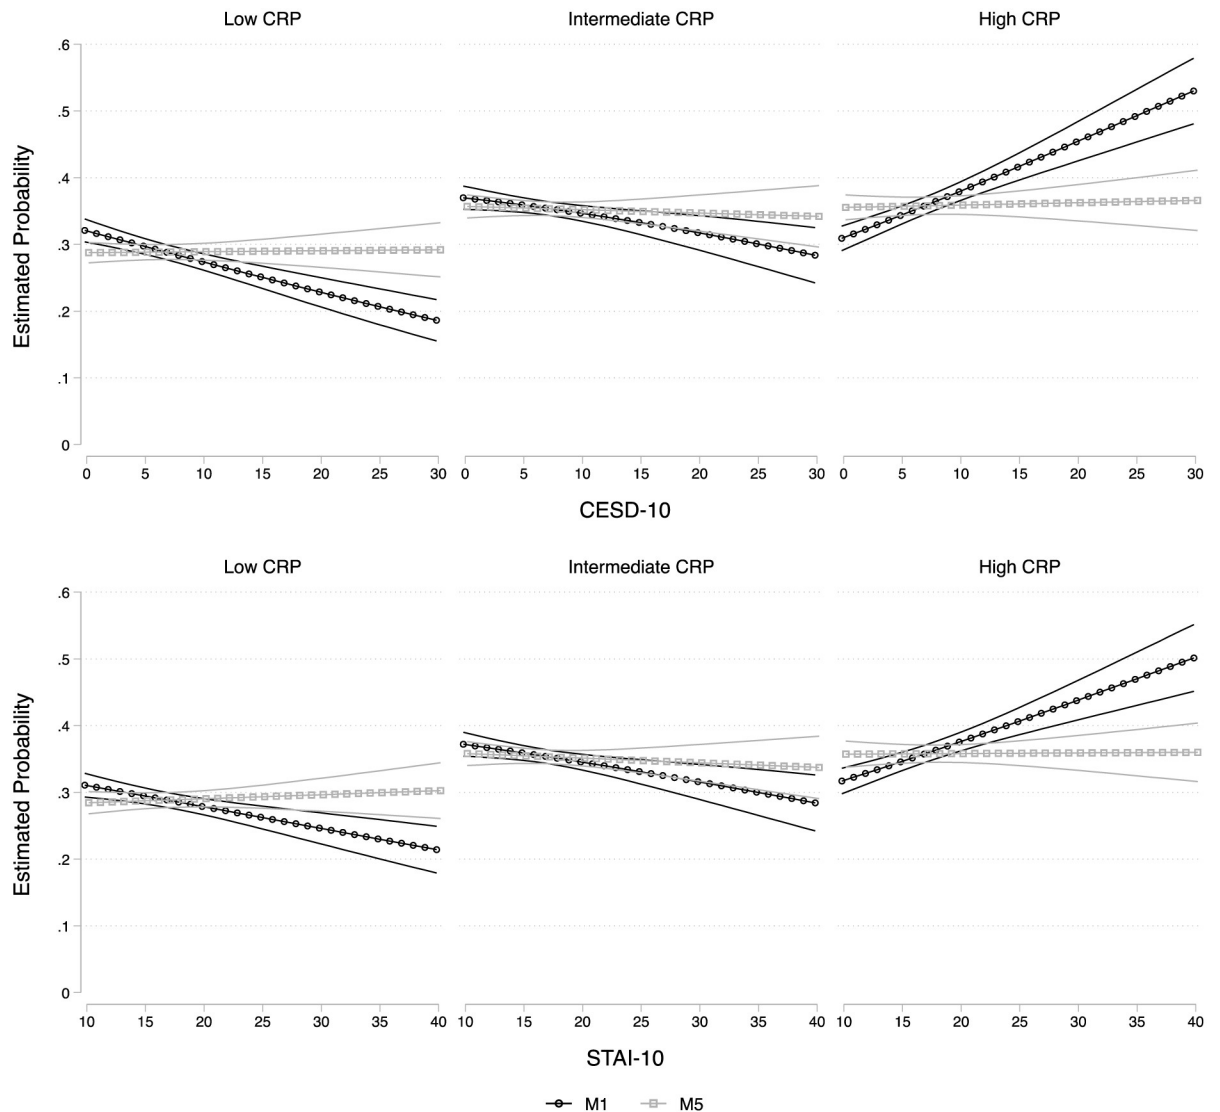 Low CRP Intermediate CRP High CRP
.6
.5
.4
.3
.2
.1
0
Estimated Probability
0 5 10 15 20 25 30 0 5 10 15 20 25 30 0 5 10 15 20 25 30
CESD-10
Low CRP Intermediate CRP High CRP
.6
.5
.4
.3
.2
.1
0
Estimated Probability
10 15 20 25 30 35 40 10 15 20 25 30 35 40 10 15 20 25 30 35 40
STAI-10
M1 M5